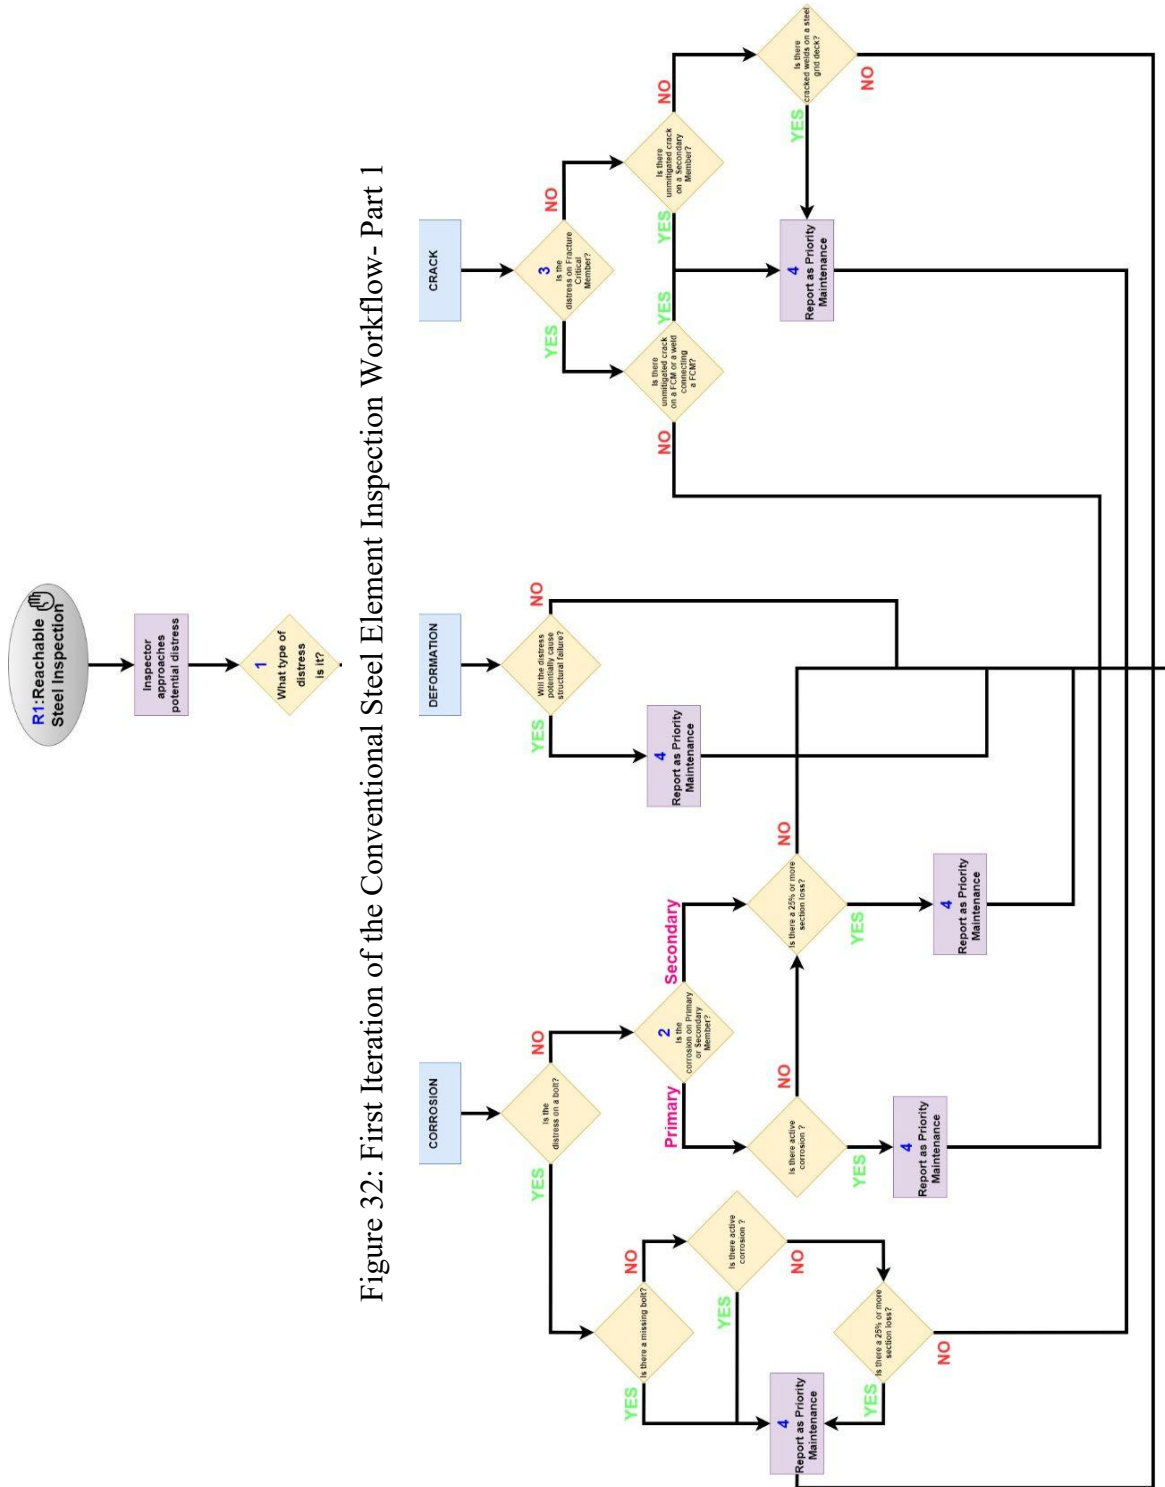 R1:Reachable
Steel Inspection
Inspector
approaches
potential distress
1
What type of
distress
is it?
Figure 32: First Iteration of the Conventional Steel Element Inspection Workflow- Part 1
CORROSION
DEFORMATION
CRACK
Is the
distress on a bolt?
YES
NO
Is there a missing bolt?
YES
NO
Is there active
corrosion ?
YES
NO
Is there a 25% or more
section loss?
YES
NO
4
Report as Priority
Maintenance
2
Is the
corrosion on Primary
or Secondary
Member?
Primary
Secondary
Is there active
corrosion ?
YES
NO
4
Report as Priority
Maintenance
Is there a 25% or more
section loss?
YES
NO
4
Report as Priority
Maintenance
Will the distress
potentially cause
structural failure?
YES
NO
4
Report as Priority
Maintenance
3
Is the
distress on Fracture
Critical
Member?
YES
NO
Is there
unmitigated crack
on a FCM or a weld
connecting
a FCM?
NO
YES
Is there
unmitigated crack
on a Secondary
Member?
YES
NO
4
Report as Priority
Maintenance
Is there
cracked welds on a steel
grid deck?
YES
NO